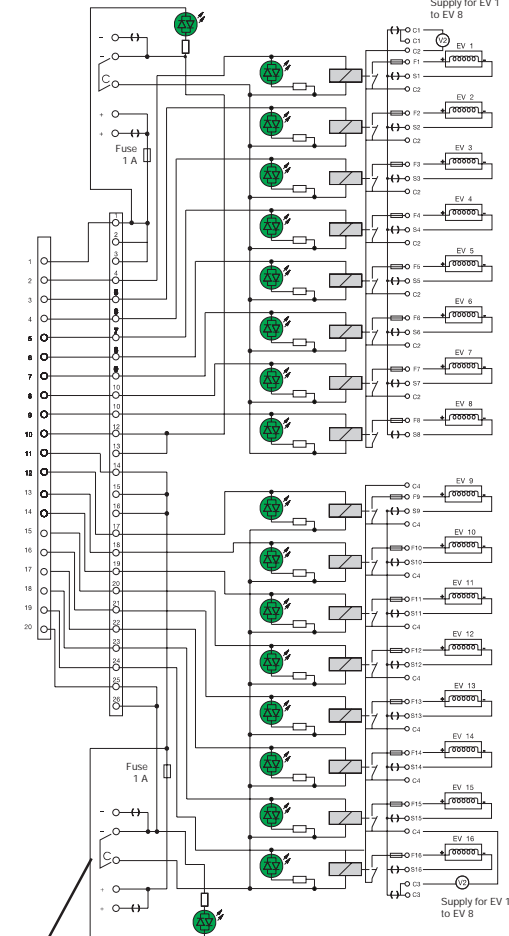 Supply for EV 1
to EV 8
C1
C1
V2
C2
EV 1
F1
+ -
S1
C2
EV 2
F2
+ -
S2
C2
EV 3
F3
+ -
S3
C2
EV 4
F4
+ -
S4
C2
EV 5
F5
+ -
S5
C2
EV 6
F6
+ -
S6
C2
EV 7
F7
+ -
S7
C2
EV 8
F8
+ -
S8
-
-
C
+
+
Fuse
1 A
1
2
3
4
5
6
7
8
9
10
10
12
13
14
15
16
17
18
19
20
21
22
23
24
25
26
1
2
3
4
5
6
7
8
9
10
11
12
13
14
15
16
17
18
19
20
C4
EV 9
F9
+ -
S9
C4
EV 10
F10
+ -
S10
C4
EV 11
F11
+ -
S11
C4
EV 12
F12
+ -
S12
C4
EV 13
F13
+ -
S13
C4
EV 14
F14
+ -
S14
C4
EV 15
F15
+ -
S15
C4
EV 16
F16
+ -
S16
C3
C3
V2
Supply for EV 1
to EV 8
Fuse
1 A
-
-
C
+
+